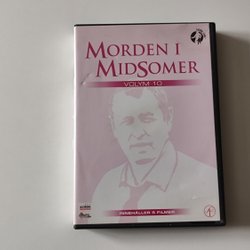 MORDEN I
MIDSOMER
VOLYM 10
INNEHÅLLER 5 FILMER